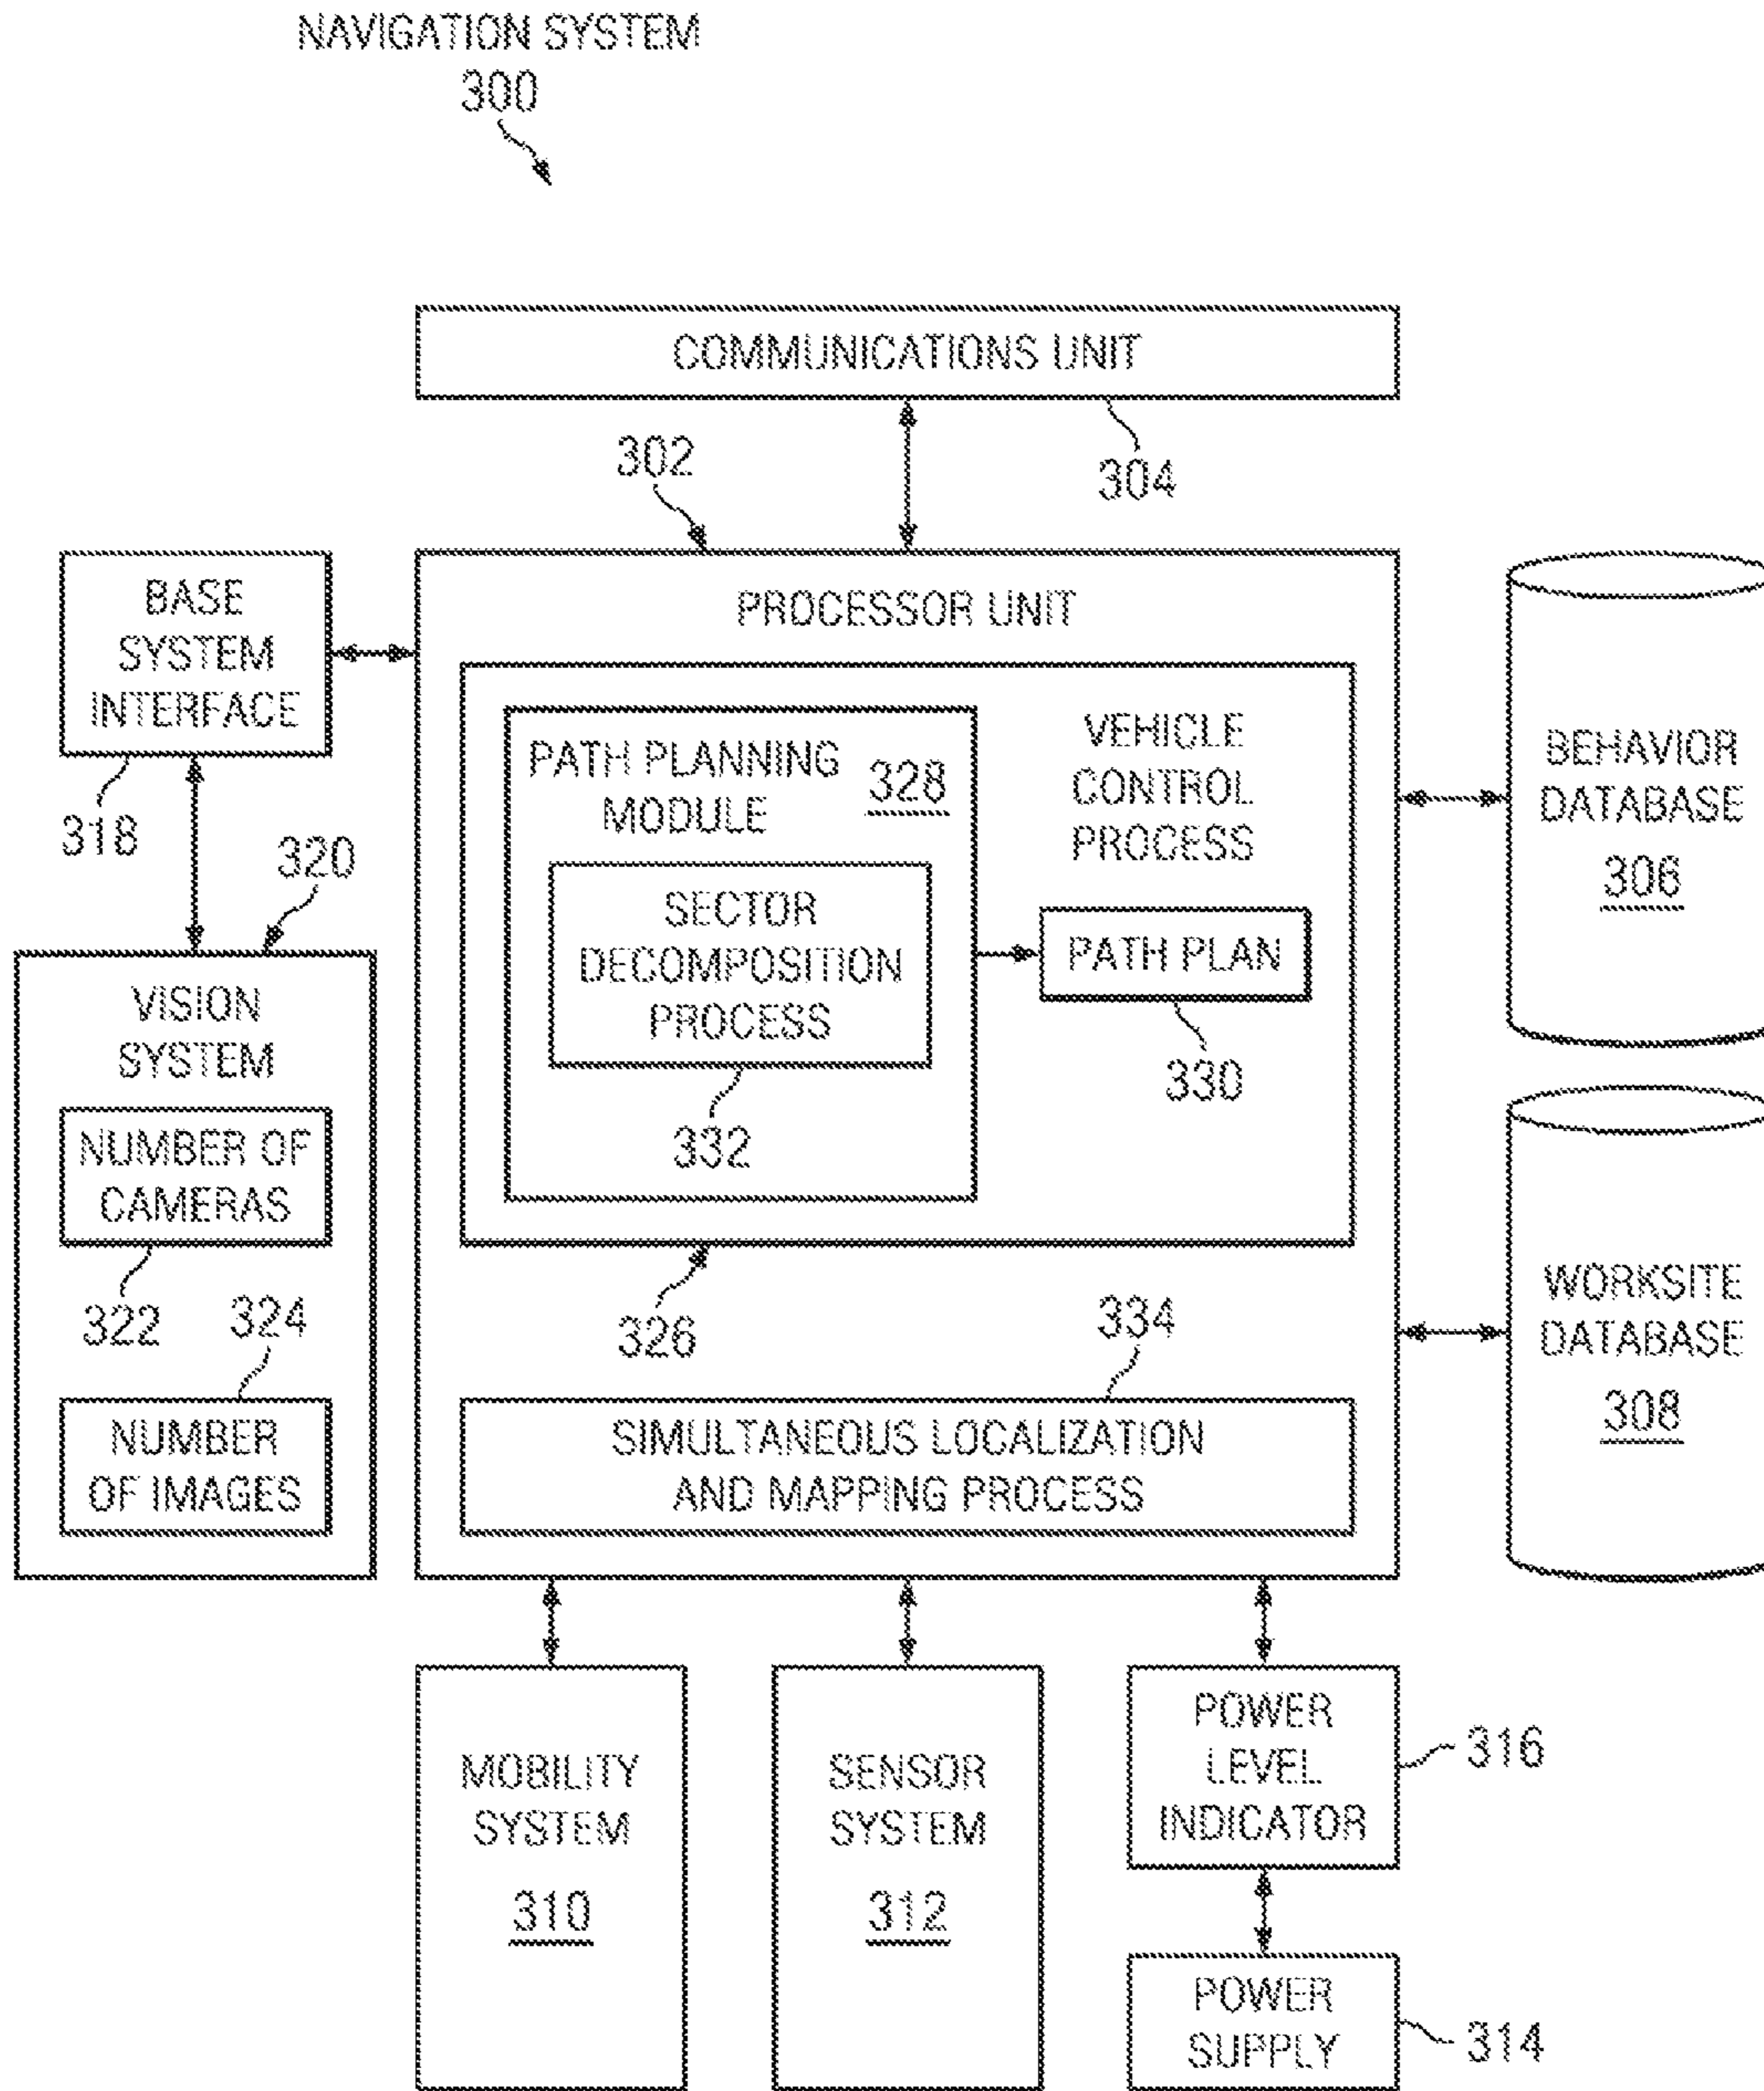 NAVIGATION SYSTEM
300
COMMUNICATIONS UNIT
304
302
PROCESSOR UNIT
BASE
SYSTEM
INTERFACE
318
320
VISION
SYSTEM
NUMBER OF
CAMERAS
322
324
NUMBER
OF IMAGES
PATH PLANNING
MODULE
328
SECTOR
DECOMPOSITION
PROCESS
332
VEHICLE
CONTROL
PROCESS
PATH PLAN
330
326
334
SIMULTANEOUS LOCALIZATION
AND MAPPING PROCESS
BEHAVIOR
DATABASE
306
WORKSITE
DATABASE
308
MOBILITY
SYSTEM
310
SENSOR
SYSTEM
312
POWER
LEVEL
INDICATOR
316
POWER
SUPPLY
314